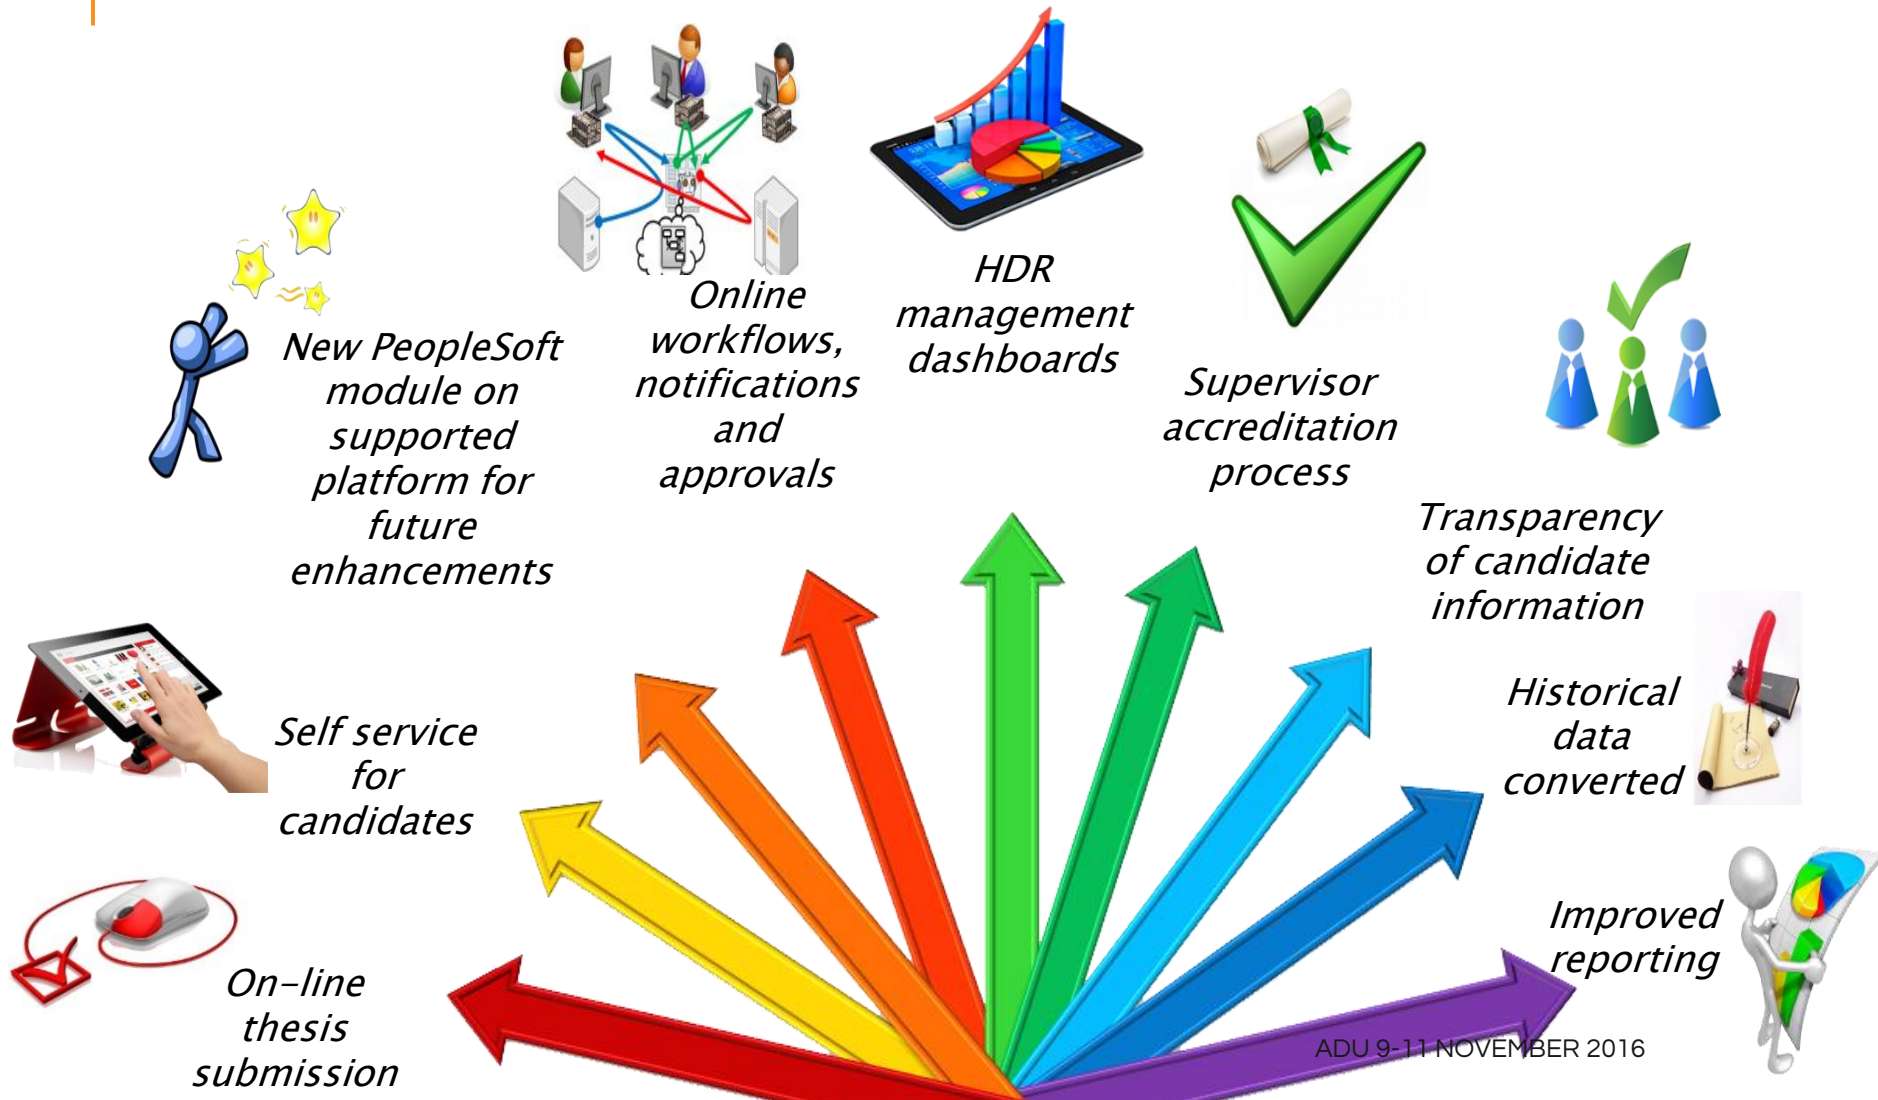 New PeopleSoft
module on
supported
platform for
future
enhancements
Online
workflows,
notifications
and
approvals
HDR
management
dashboards
Supervisor
accreditation
process
Transparency
of candidate
information
Self service
for
candidates
Historical
data
converted
On-line
thesis
submission
Improved
reporting
ADU 9-11 NOVEMBER 2016